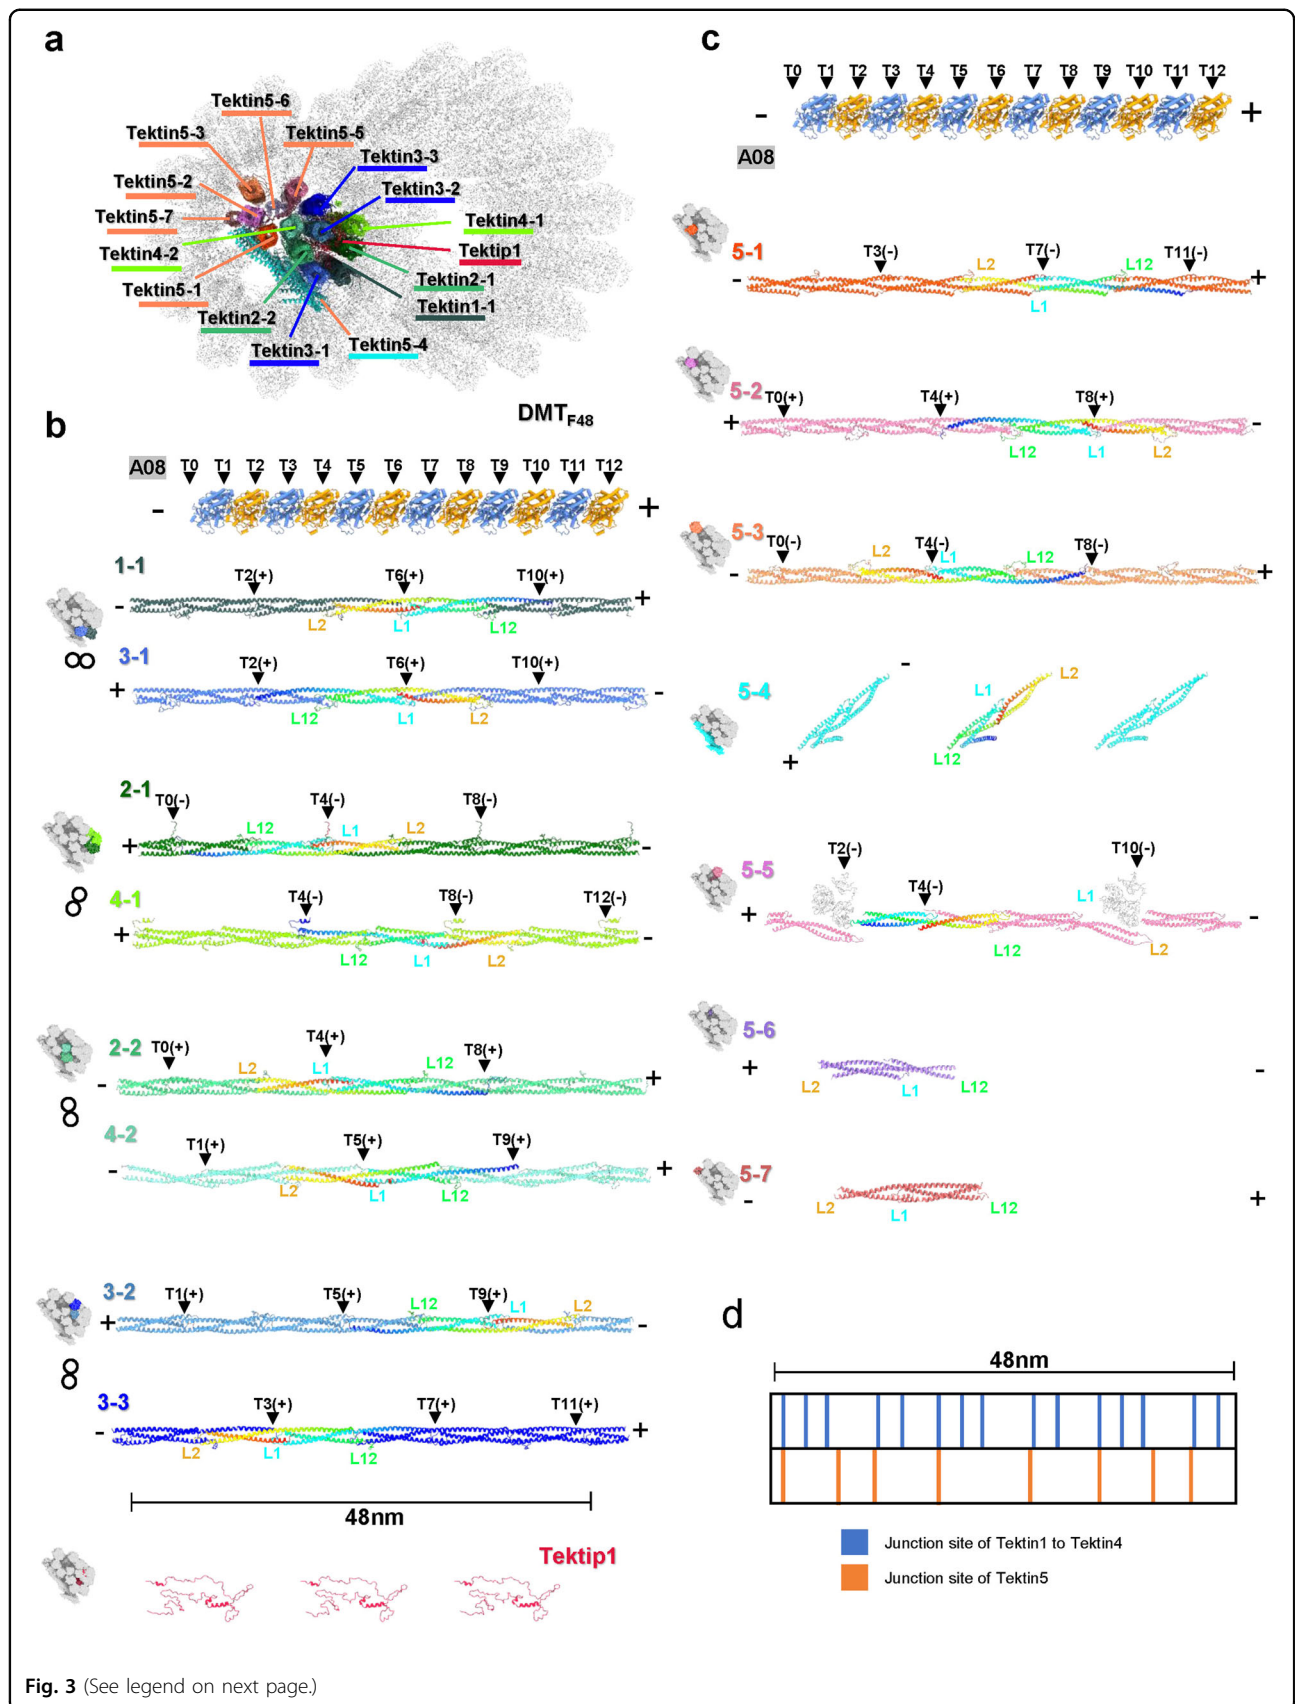 a
Tektin5-6
Tektin5-3
Tektin5-5
Tektin3-3
Tektin5-2
Tektin3-2
Tektin5-7
Tektin4-1
Tektin4-2
Tektip1
Tektin5-1
Tektin2-1
Tektin2-2
Tektin1-1
Tektin3-1
Tektin5-4
DMTF48
b
A08 T0 T1 T2 T3 T4 T5 T6 T7 T8 T9 T10 T11 T12
- +
1-1
T2(+) T6(+) T10(+)
- +
L2 L1 L12
3-1
T2(+) T6(+) T10(+)
+ -
L12 L1 L2
2-1
T0(-) T4(-) T8(-)
L12 L1 L2
+ -
4-1
T4(-) T8(-) T12(-)
+ -
L12 L1 L2
2-2
T0(+) T4(+) T8(+)
L2 L1 L12
- +
4-2
T1(+) T5(+) T9(+)
- +
L2 L1 L12
3-2
T1(+) T5(+) T9(+)
L12 L1 L2
+ -
3-3
T3(+) T7(+) T11(+)
- +
L2 L1 L12
48nm
Tektip1
c
T0 T1 T2 T3 T4 T5 T6 T7 T8 T9 T10 T11 T12
- +
A08
5-1
T3(-) L2 T7(-) L12 T11(-)
- +
L1
5-2
T0(+) T4(+) T8(+)
+ -
L12 L1 L2
5-3
T0(-) L2 T4(-) L1 L12 T8(-)
- +
5-4
-
L1 L2
L12
+
5-5
T2(-) T4(-) T10(-)
L1
+ -
L12 L2
5-6
+ -
L2 L1 L12
5-7
- +
L2 L1 L12
d
48nm
Junction site of Tektin1 to Tektin4
Junction site of Tektin5
Fig. 3 (See legend on next page.)